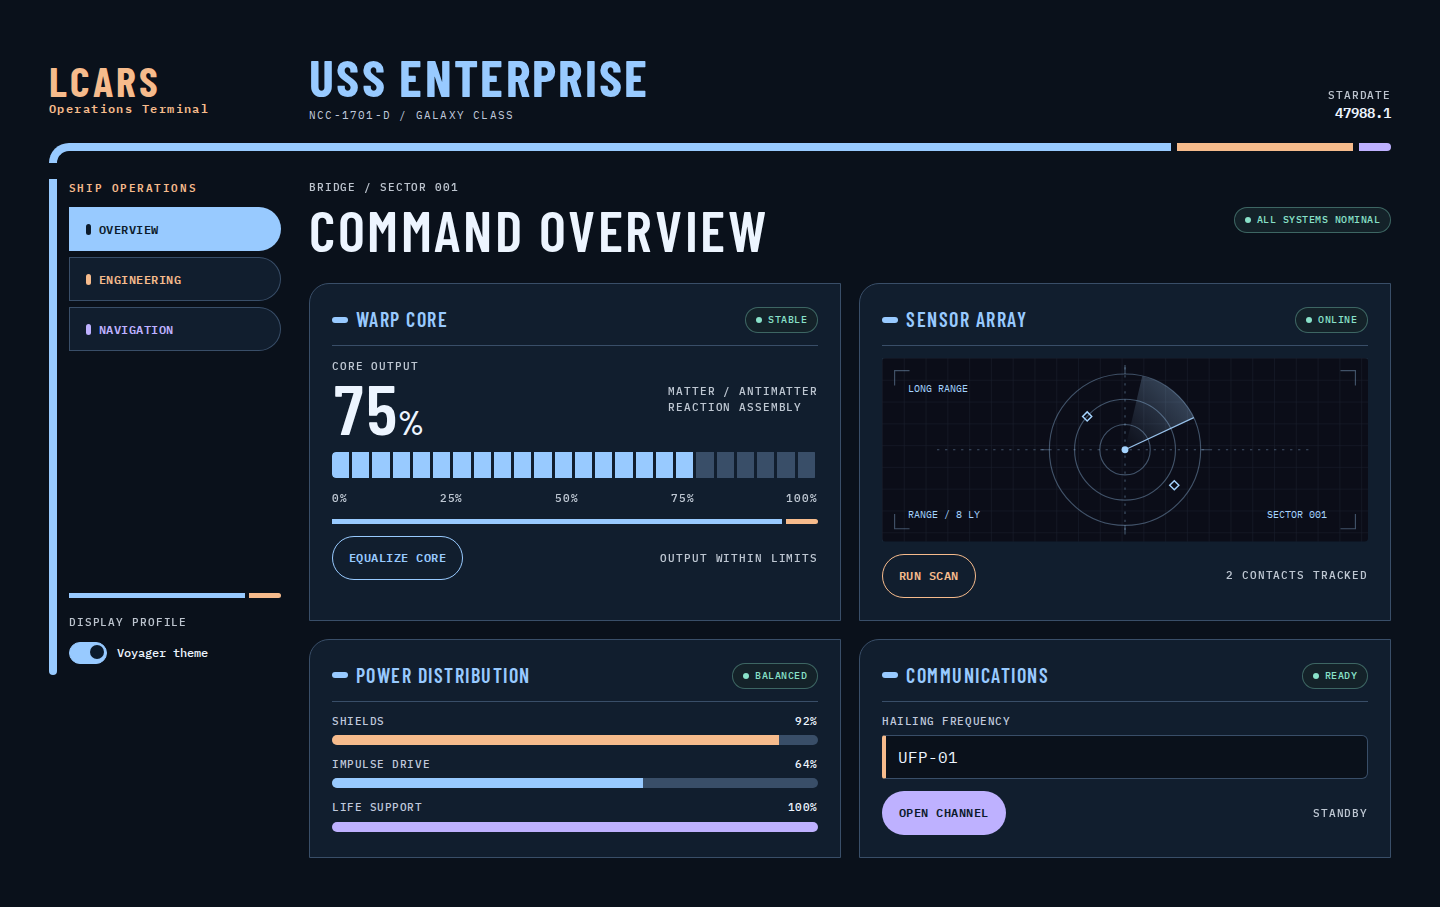 LCARS
Operations Terminal
USS ENTERPRISE
NCC-1701-D / GALAXY CLASS
STARDATE
47988.1
SHIP OPERATIONS
OVERVIEW
ENGINEERING
NAVIGATION
DISPLAY PROFILE
Voyager theme
BRIDGE / SECTOR 001
COMMAND OVERVIEW
ALL SYSTEMS NOMINAL
WARP CORE
STABLE
CORE OUTPUT
75%
MATTER / ANTIMATTER
REACTION ASSEMBLY
0% 25% 50% 75% 100%
EQUALIZE CORE
OUTPUT WITHIN LIMITS
SENSOR ARRAY
ONLINE
LONG RANGE
RANGE / 8 LY
SECTOR 001
RUN SCAN
2 CONTACTS TRACKED
POWER DISTRIBUTION
BALANCED
SHIELDS 92%
IMPULSE DRIVE 64%
LIFE SUPPORT 100%
COMMUNICATIONS
READY
HAILING FREQUENCY
UFP-01
OPEN CHANNEL
STANDBY